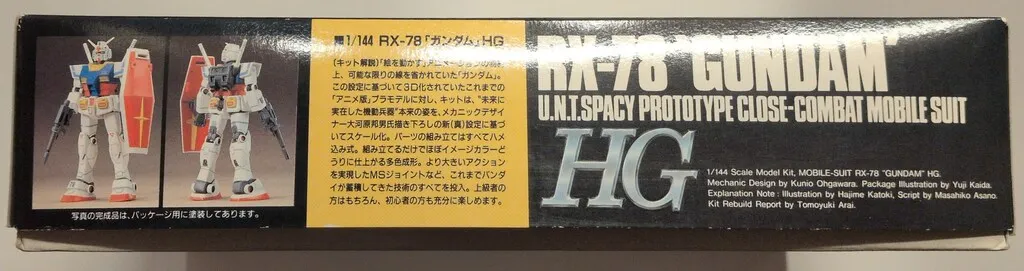 写真の完成品は、パッケージ用に塗装してあります。
1/144 RX-78「ガンダム」HG
〔キット解説〕「絵を動かす」アニメーションの
上、可能な限りの線を省かれていた「ガンダム」。
この設定に基づいて3D化されていたこれまでの
「アニメ版」プラモデルに対し、キットは、“未来に
実在した機動兵器”本来の姿を、メカニックデザイ
ナー大河原邦男氏描き下ろしの新(真)設定に基づ
いてスケール化。パーツの組み立てはすべてハメ
込み式。組み立てるだけでほぼイメージカラーど
うりに仕上がる多色成形。より大きいアクション
を実現したMSジョイントなど、これまでバンダイ
が蓄積してきた技術のすべてを投入。上級者の
方はもちろん、初心者の方も充分に楽しめます。
RX-78 "GUNDAM"
U.N.T.SPACY PROTOTYPE CLOSE-COMBAT MOBILE SUIT
HG
1/144 Scale Model Kit, MOBILE-SUIT RX-78 "GUNDAM" HG.
Mechanic Design by Kunio Ohgawara. Package Illustration by Yuji Kaida.
Explanation Note : Illustration by Hajime Katoki, Script by Masahiko Asano.
Kit Rebuild Report by Tomoyuki Arai.